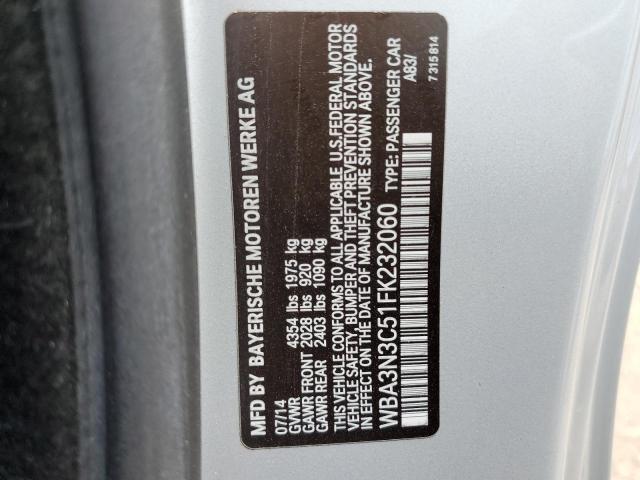 MFD BY BAYERISCHE MOTOREN WERKE AG
07/14
GVWR 4354 lbs 1975 kg
GAWR FRONT 2028 lbs 920 kg
GAWR REAR 2403 lbs 1090 kg
THIS VEHICLE CONFORMS TO ALL APPLICABLE U.S. FEDERAL MOTOR
VEHICLE SAFETY, BUMPER AND THEFT PREVENTION STANDARDS
IN EFFECT ON THE DATE OF MANUFACTURE SHOWN ABOVE.
WBA3N3C51FK232060 TYPE: PASSENGER CAR
A83/
7 315 814